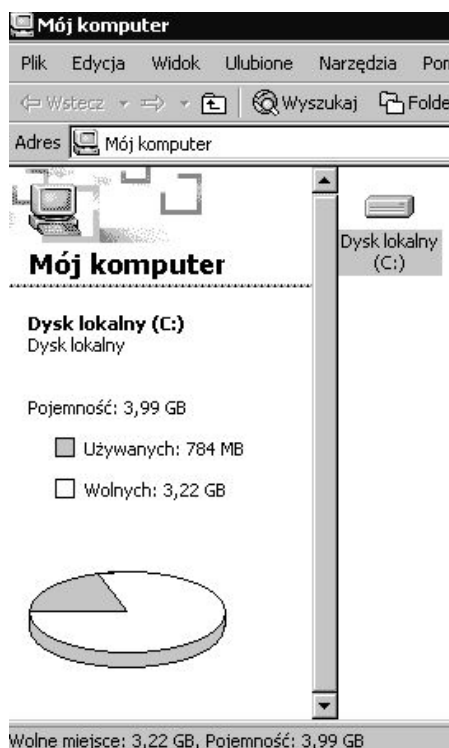 Mój komputer
Plik Edycja Widok Ulubione Narzędzia
Wstecz Wyszukaj
Adres Mój komputer
Mój komputer
Dysk lokalny (C:)
Dysk lokalny
Pojemność: 3,99 GB
Używanych: 784 MB
Wolnych: 3,22 GB
Dysk lokalny
(C:)
Wolne miejsce: 3,22 GB, Pojemność: 3,99 GB